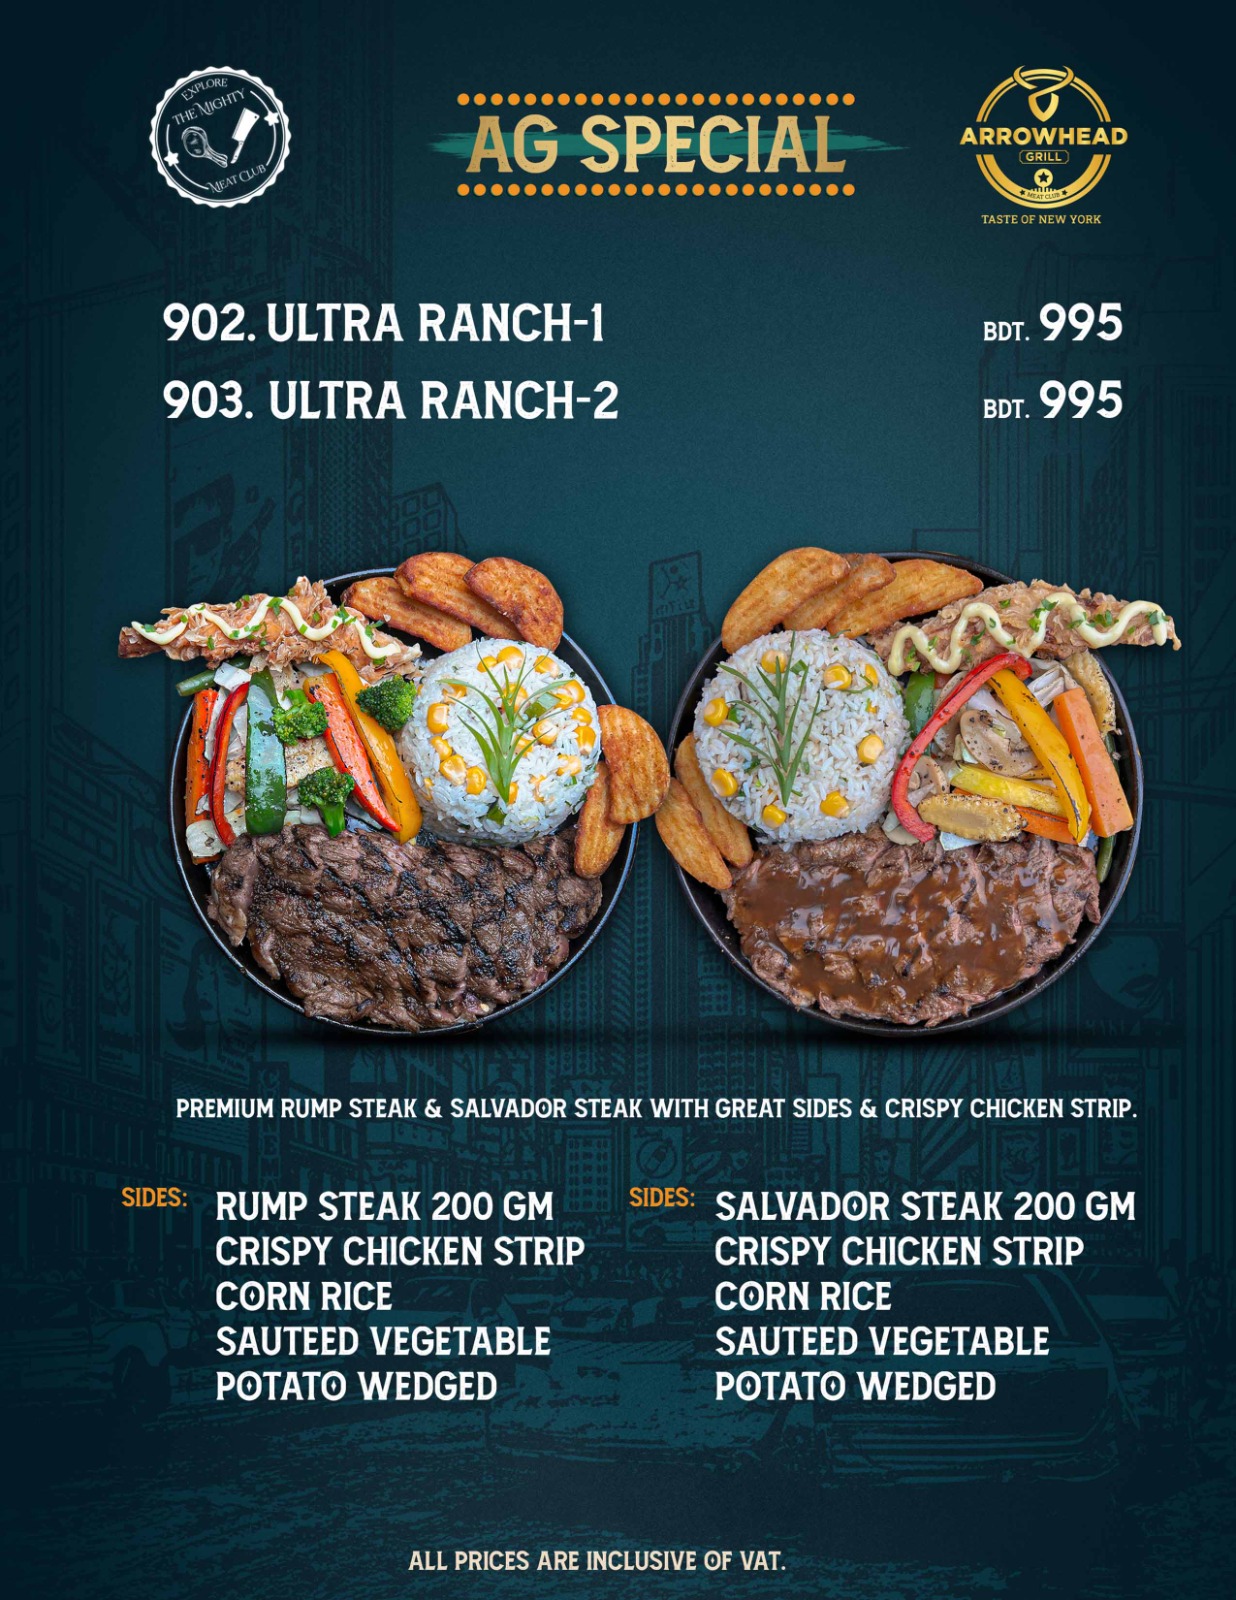 EXPLORE
THE MIGHTY
MEAT CLUB
AG SPECIAL
ARROWHEAD
GRILL
MEAT CLUB
TASTE OF NEW YORK
902. ULTRA RANCH-1 BDT. 995
903. ULTRA RANCH-2 BDT. 995
PREMIUM RUMP STEAK & SALVADOR STEAK WITH GREAT SIDES & CRISPY CHICKEN STRIP.
SIDES: RUMP STEAK 200 GM
CRISPY CHICKEN STRIP
CORN RICE
SAUTEED VEGETABLE
POTATO WEDGED
SIDES: SALVADOR STEAK 200 GM
CRISPY CHICKEN STRIP
CORN RICE
SAUTEED VEGETABLE
POTATO WEDGED
ALL PRICES ARE INCLUSIVE OF VAT.